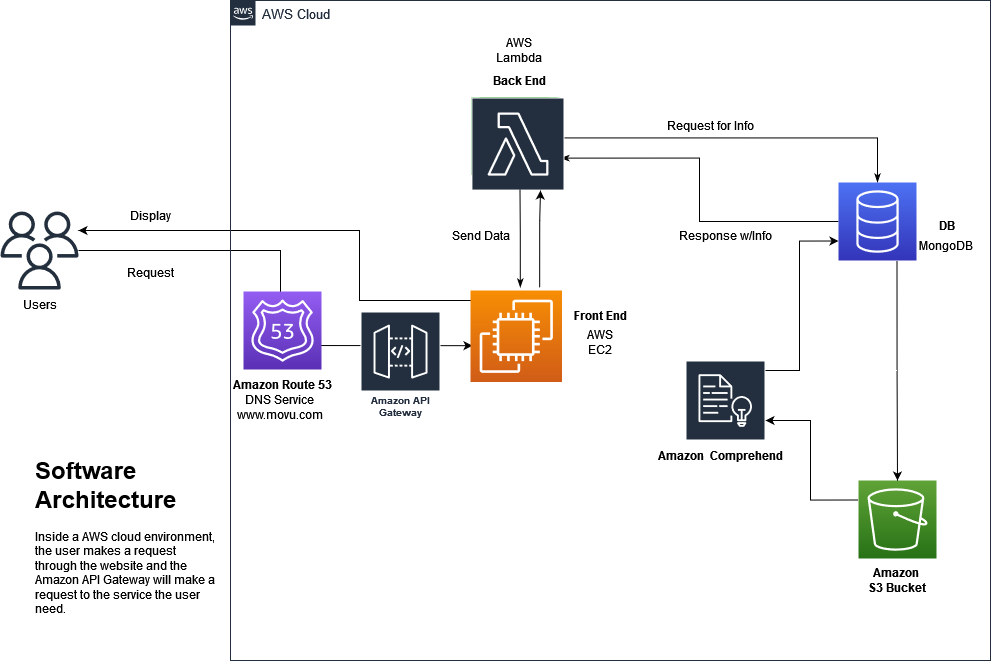 aws
AWS Cloud
AWS
Lambda
Back End
Request for Info
Display
Send Data
Response w/Info
DB
MongoDB
Request
Users
53
</>
Front End
AWS
EC2
Amazon Route 53
DNS Service
www.movu.com
Amazon API
Gateway
Amazon Comprehend
Software
Architecture
Inside a AWS cloud environment,
the user makes a request
through the website and the
Amazon API Gateway will make a
request to the service the user
need.
Amazon
S3 Bucket